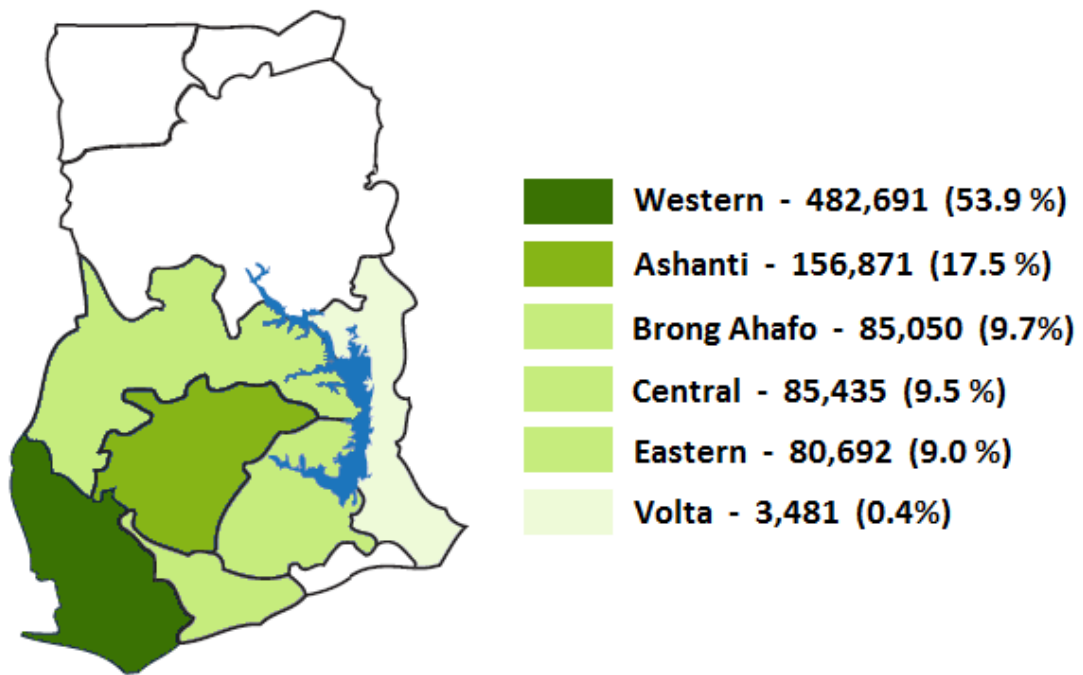 Western - 482,691 (53.9 %)
Ashanti - 156,871 (17.5 %)
Brong Ahafo - 85,050 (9.7%)
Central - 85,435 (9.5 %)
Eastern - 80,692 (9.0 %)
Volta - 3,481 (0.4%)